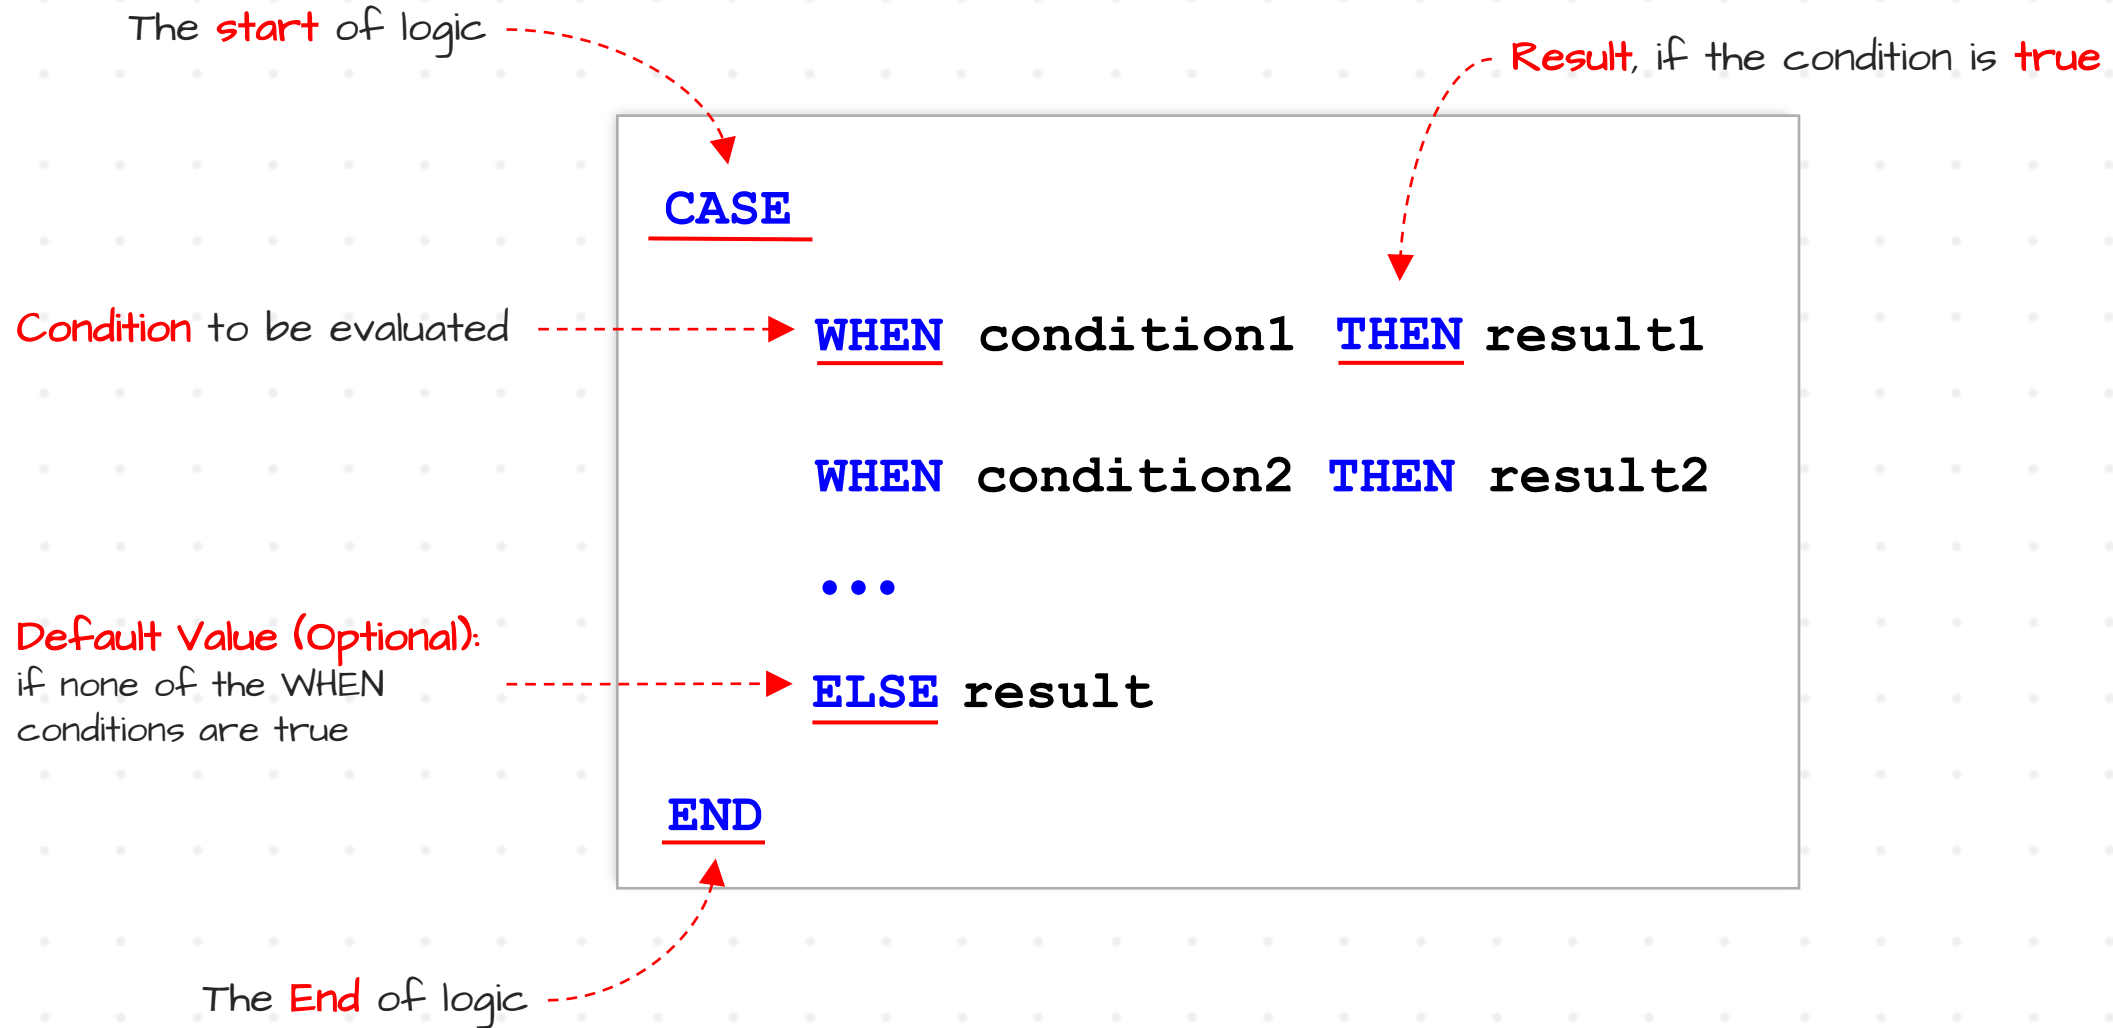 The start of logic
Result, if the condition is true
CASE
Condition to be evaluated
WHEN condition1 THEN result1
WHEN condition2 THEN result2
...
Default Value (Optional):
if none of the WHEN
conditions are true
ELSE result
END
The End of logic